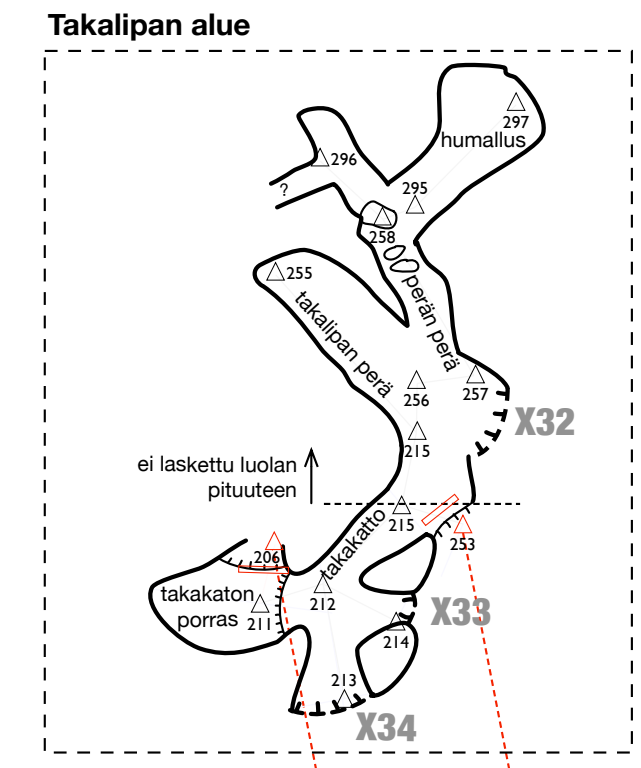 Takalipan alue
297
humallus
296
?
295
258
255
perän perä
takalipan perä
256
257
X32
215
ei laskettu luolan
pituuteen
215
takakatto
253
206
takakaton
porras
211
212
X33
214
213
X34